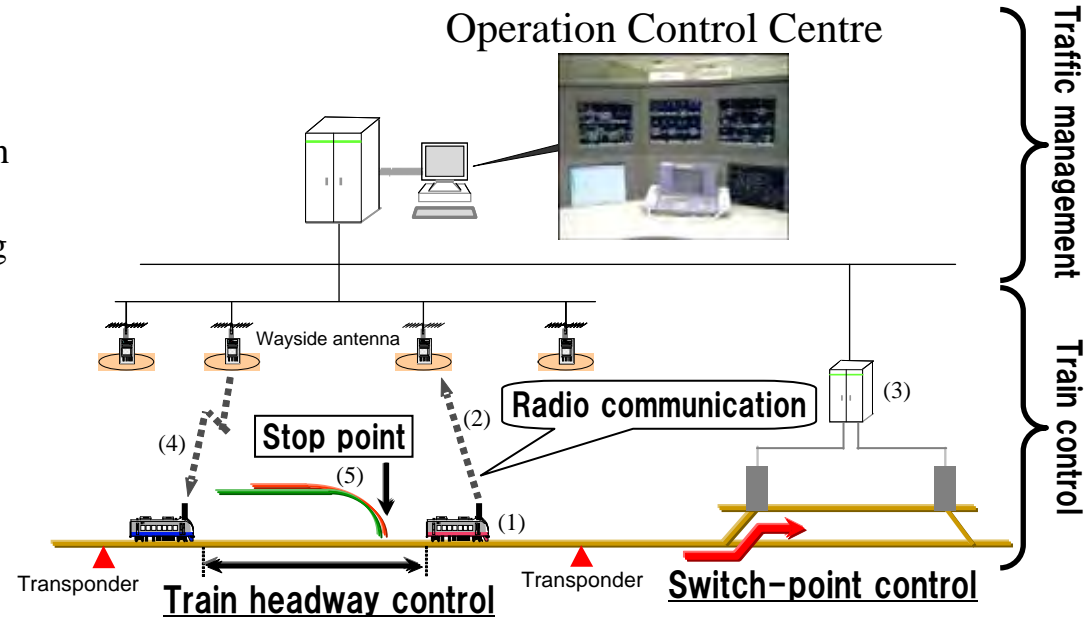 Operation Control Centre
Traffic management
n
g
Wayside antenna
(3)
Train control
Radio communication
(2)
Stop point
(4)
(5)
(1)
Transponder
Transponder
Train headway control
Switch-point control